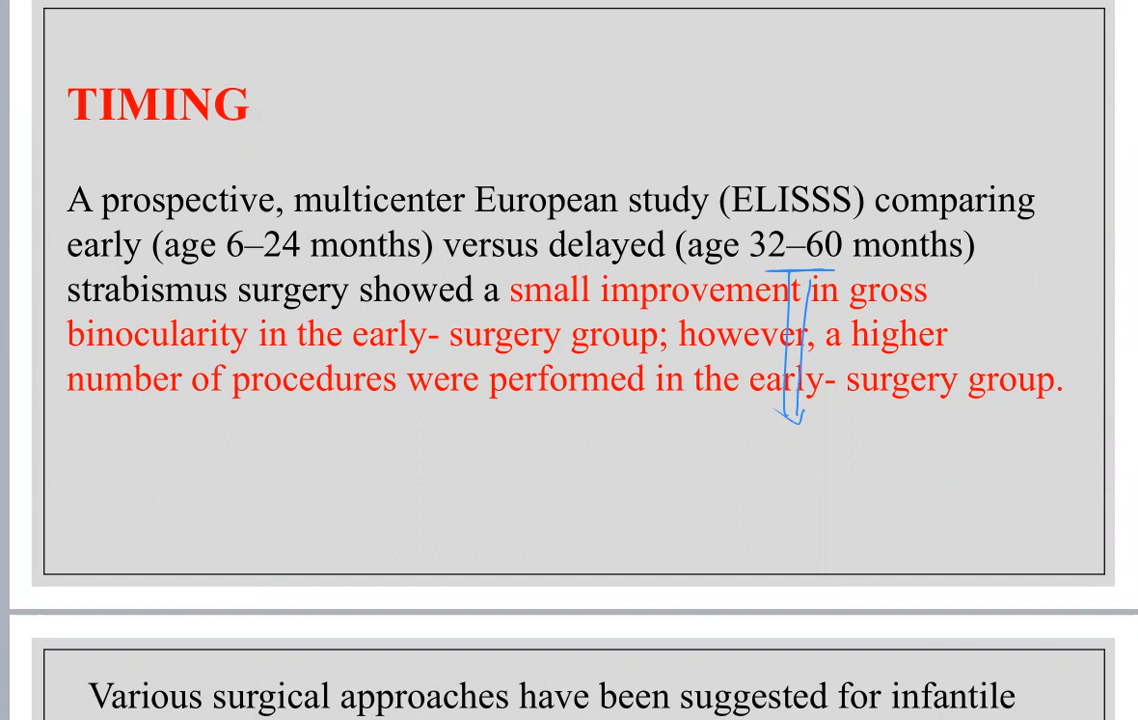 TIMING
A prospective, multicenter European study (ELISSS) comparing
early (age 6–24 months) versus delayed (age 32–60 months)
strabismus surgery showed a small improvement in gross
binocularity in the early- surgery group; however, a higher
number of procedures were performed in the early- surgery group.
Various surgical approaches have been suggested for infantile